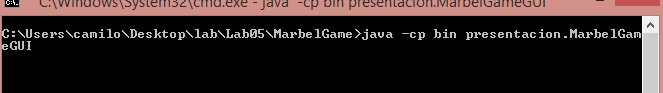 C:\Windows\System32\cmd.exe - java -cp bin presentacion.MarbelGameGUI
C:\Users\camilo\Desktop\lab\Lab05\MarbelGame>java -cp bin presentacion.MarbelGam
eGUI